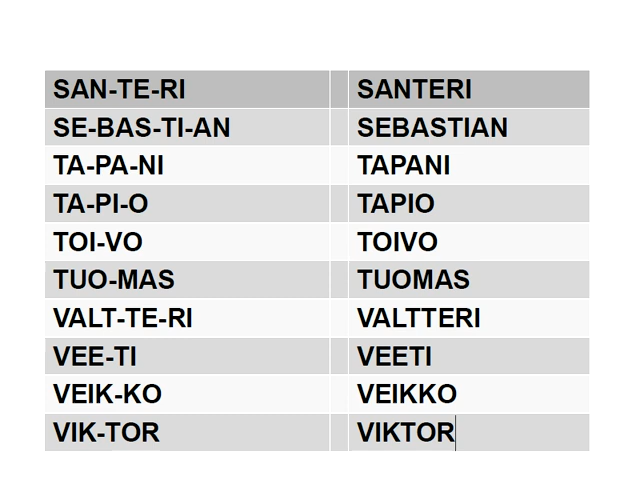 SAN-TE-RI SANTERI
SE-BAS-TI-AN SEBASTIAN
TA-PA-NI TAPANI
TA-PI-O TAPIO
TOI-VO TOIVO
TUO-MAS TUOMAS
VALT-TE-RI VALTTERI
VEE-TI VEETI
VEIK-KO VEIKKO
VIK-TOR VIKTOR